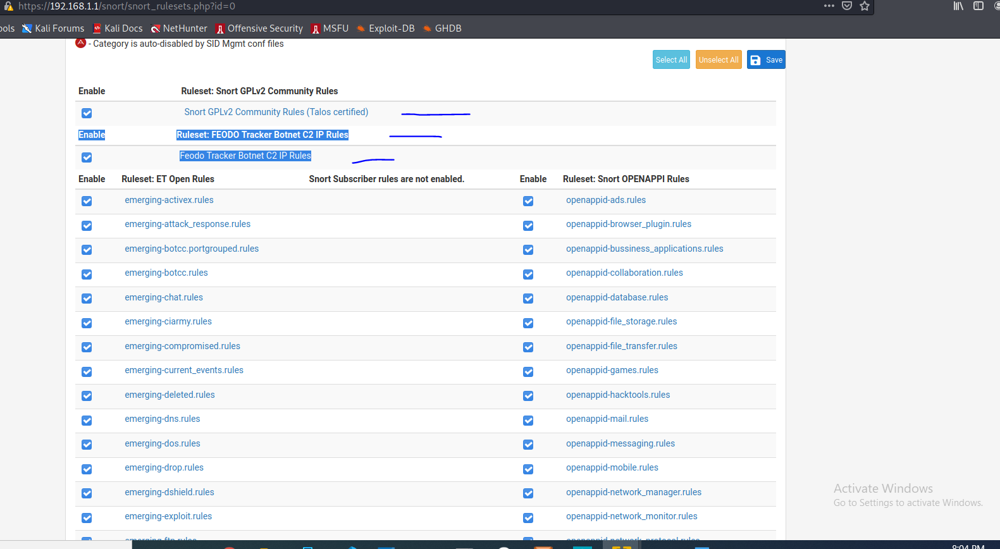 https://192.168.1.1/snort/snort_rulesets.php?id=0
ools Kali Forums Kali Docs NetHunter Offensive Security MSFU Exploit-DB GHDB
- Category is auto-disabled by SID Mgmt conf files
Select All Unselect All Save
Enable Ruleset: Snort GPLv2 Community Rules
Snort GPLv2 Community Rules (Talos certified)
Enable Ruleset: FEODO Tracker Botnet C2 IP Rules
Feodo Tracker Botnet C2 IP Rules
Enable Ruleset: ET Open Rules Snort Subscriber rules are not enabled. Enable Ruleset: Snort OPENAPPI Rules
emerging-activex.rules openappid-ads.rules
emerging-attack_response.rules openappid-browser_plugin.rules
emerging-botcc.portgrouped.rules openappid-bussiness_applications.rules
emerging-botcc.rules openappid-collaboration.rules
emerging-chat.rules openappid-database.rules
emerging-ciarmy.rules openappid-file_storage.rules
emerging-compromised.rules openappid-file_transfer.rules
emerging-current_events.rules openappid-games.rules
emerging-deleted.rules openappid-hacktools.rules
emerging-dns.rules openappid-mail.rules
emerging-dos.rules openappid-messaging.rules
emerging-drop.rules openappid-mobile.rules
emerging-dshield.rules openappid-network_manager.rules
emerging-exploit.rules openappid-network_monitor.rules
emerging-ftp.rules openappid-network_protocol.rules
Activate Windows
Go to Settings to activate Windows.
8:04 PM